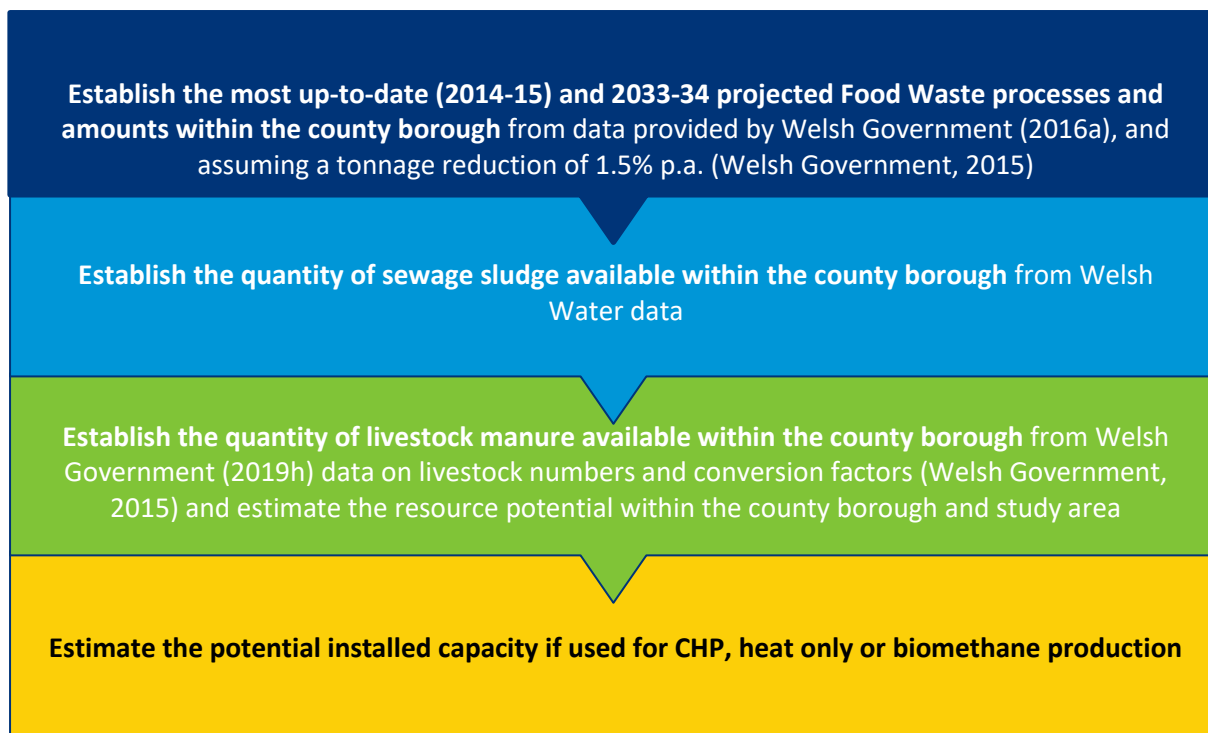 Establish the most up-to-date (2014-15) and 2033-34 projected Food Waste processes and
amounts within the county borough from data provided by Welsh Government (2016a), and
assuming a tonnage reduction of 1.5% p.a. (Welsh Government, 2015)
Establish the quantity of sewage sludge available within the county borough from Welsh
Water data
Establish the quantity of livestock manure available within the county borough from Welsh
Government (2019h) data on livestock numbers and conversion factors (Welsh Government,
2015) and estimate the resource potential within the county borough and study area
Estimate the potential installed capacity if used for CHP, heat only or biomethane production